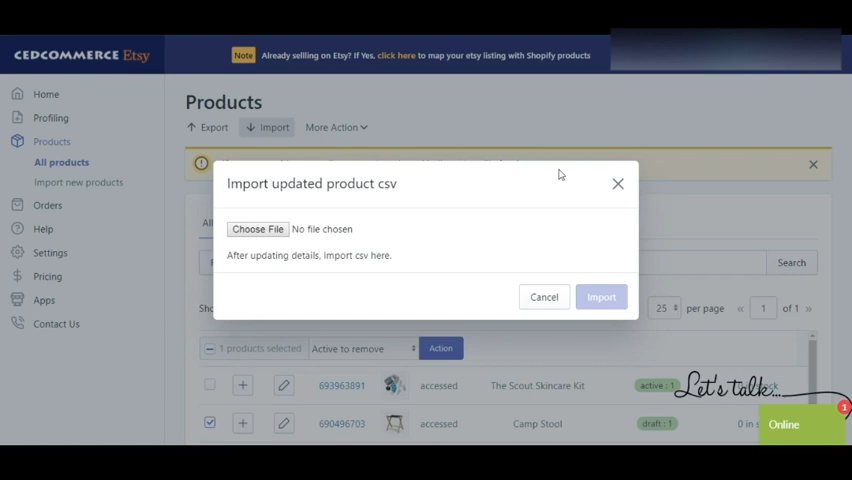 CEDCOMMERCE Etsy
Note Already sellling on Etsy? If Yes, click here to map your etsy listing with Shopify products
Home
Profiling
Products
All products
Import new products
Orders
Help
Settings
Pricing
Apps
Contact Us
Products
Export Import More Action
Import updated product csv
Choose File No file chosen
After updating details, Import csv here.
Cancel Import
All
Search
25 per page « 1 of 1 »
1 products selected Active to remove Action
693963891 accessed The Scout Skincare Kit active : 1
690496703 accessed Camp Stool draft : 1 0 in
Let's talk...
Online
1